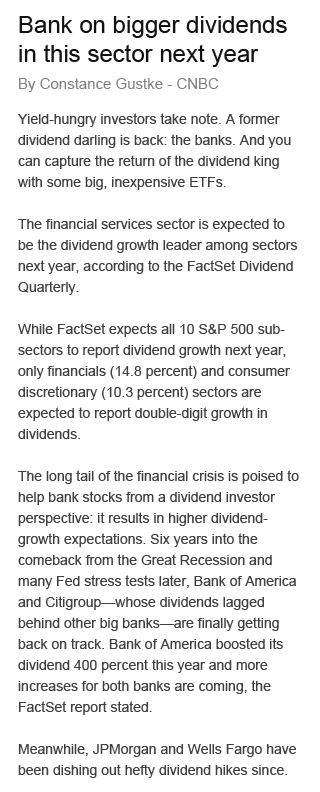 Bank on bigger dividends
in this sector next year
By Constance Gustke - CNBC
Yield-hungry investors take note. A former
dividend darling is back: the banks. And you
can capture the return of the dividend king
with some big, inexpensive ETFs.
The financial services sector is expected to
be the dividend growth leader among sectors
next year, according to the FactSet Dividend
Quarterly.
While FactSet expects all 10 S&P 500 sub-
sectors to report dividend growth next year,
only financials (14.8 percent) and consumer
discretionary (10.3 percent) sectors are
expected to report double-digit growth in
dividends.
The long tail of the financial crisis is poised to
help bank stocks from a dividend investor
perspective: it results in higher dividend-
growth expectations. Six years into the
comeback from the Great Recession and
many Fed stress tests later, Bank of America
and Citigroup—whose dividends lagged
behind other big banks—are finally getting
back on track. Bank of America boosted its
dividend 400 percent this year and more
increases for both banks are coming, the
FactSet report stated.
Meanwhile, JPMorgan and Wells Fargo have
been dishing out hefty dividend hikes since.